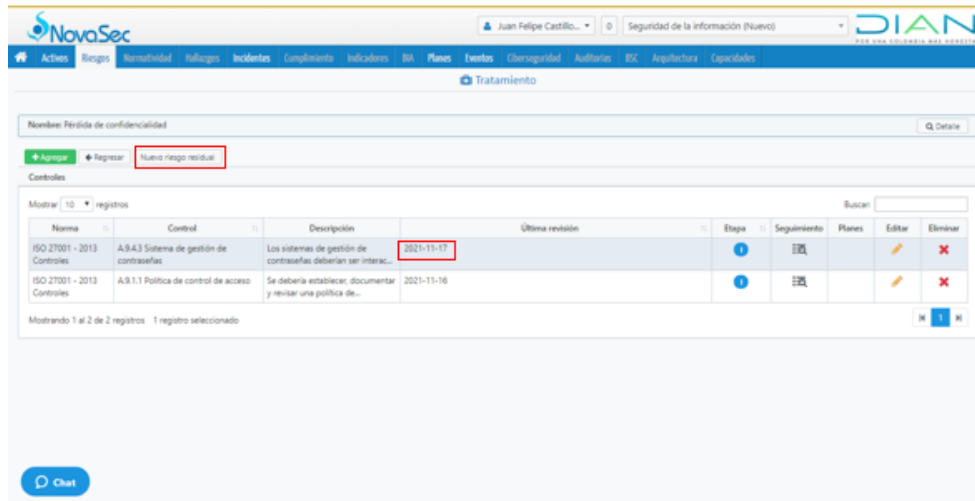 NovaSec
Juan Felipe Castillo... 0 Seguridad de la información (Nuevo)
DIAN
POR UNA COLOMBIA MÁS HONESTA
Activos Riesgos Normatividad Hallazgos Incidentes Cumplimiento Indicadores BIA Planes Eventos Ciberseguridad Auditorías BSC Arquitectura Capacidades
Tratamiento
Nombre: Pérdida de confidencialidad Detalle
Agregar Regresar Nuevo riesgo residual
Controles
Mostrar 10 registros Buscar:
Norma Control Descripción Última revisión Etapa Seguimiento Planes Editar Eliminar
ISO 27001 - 2013 A.9.4.3 Sistema de gestión de Los sistemas de gestión de 2021-11-17
Controles contraseñas contraseñas deberían ser interac...
ISO 27001 - 2013 A.9.1.1 Política de control de acceso Se debería establecer, documentar 2021-11-16
Controles y revisar una política de...
Mostrando 1 al 2 de 2 registros 1 registro seleccionado 1
Chat